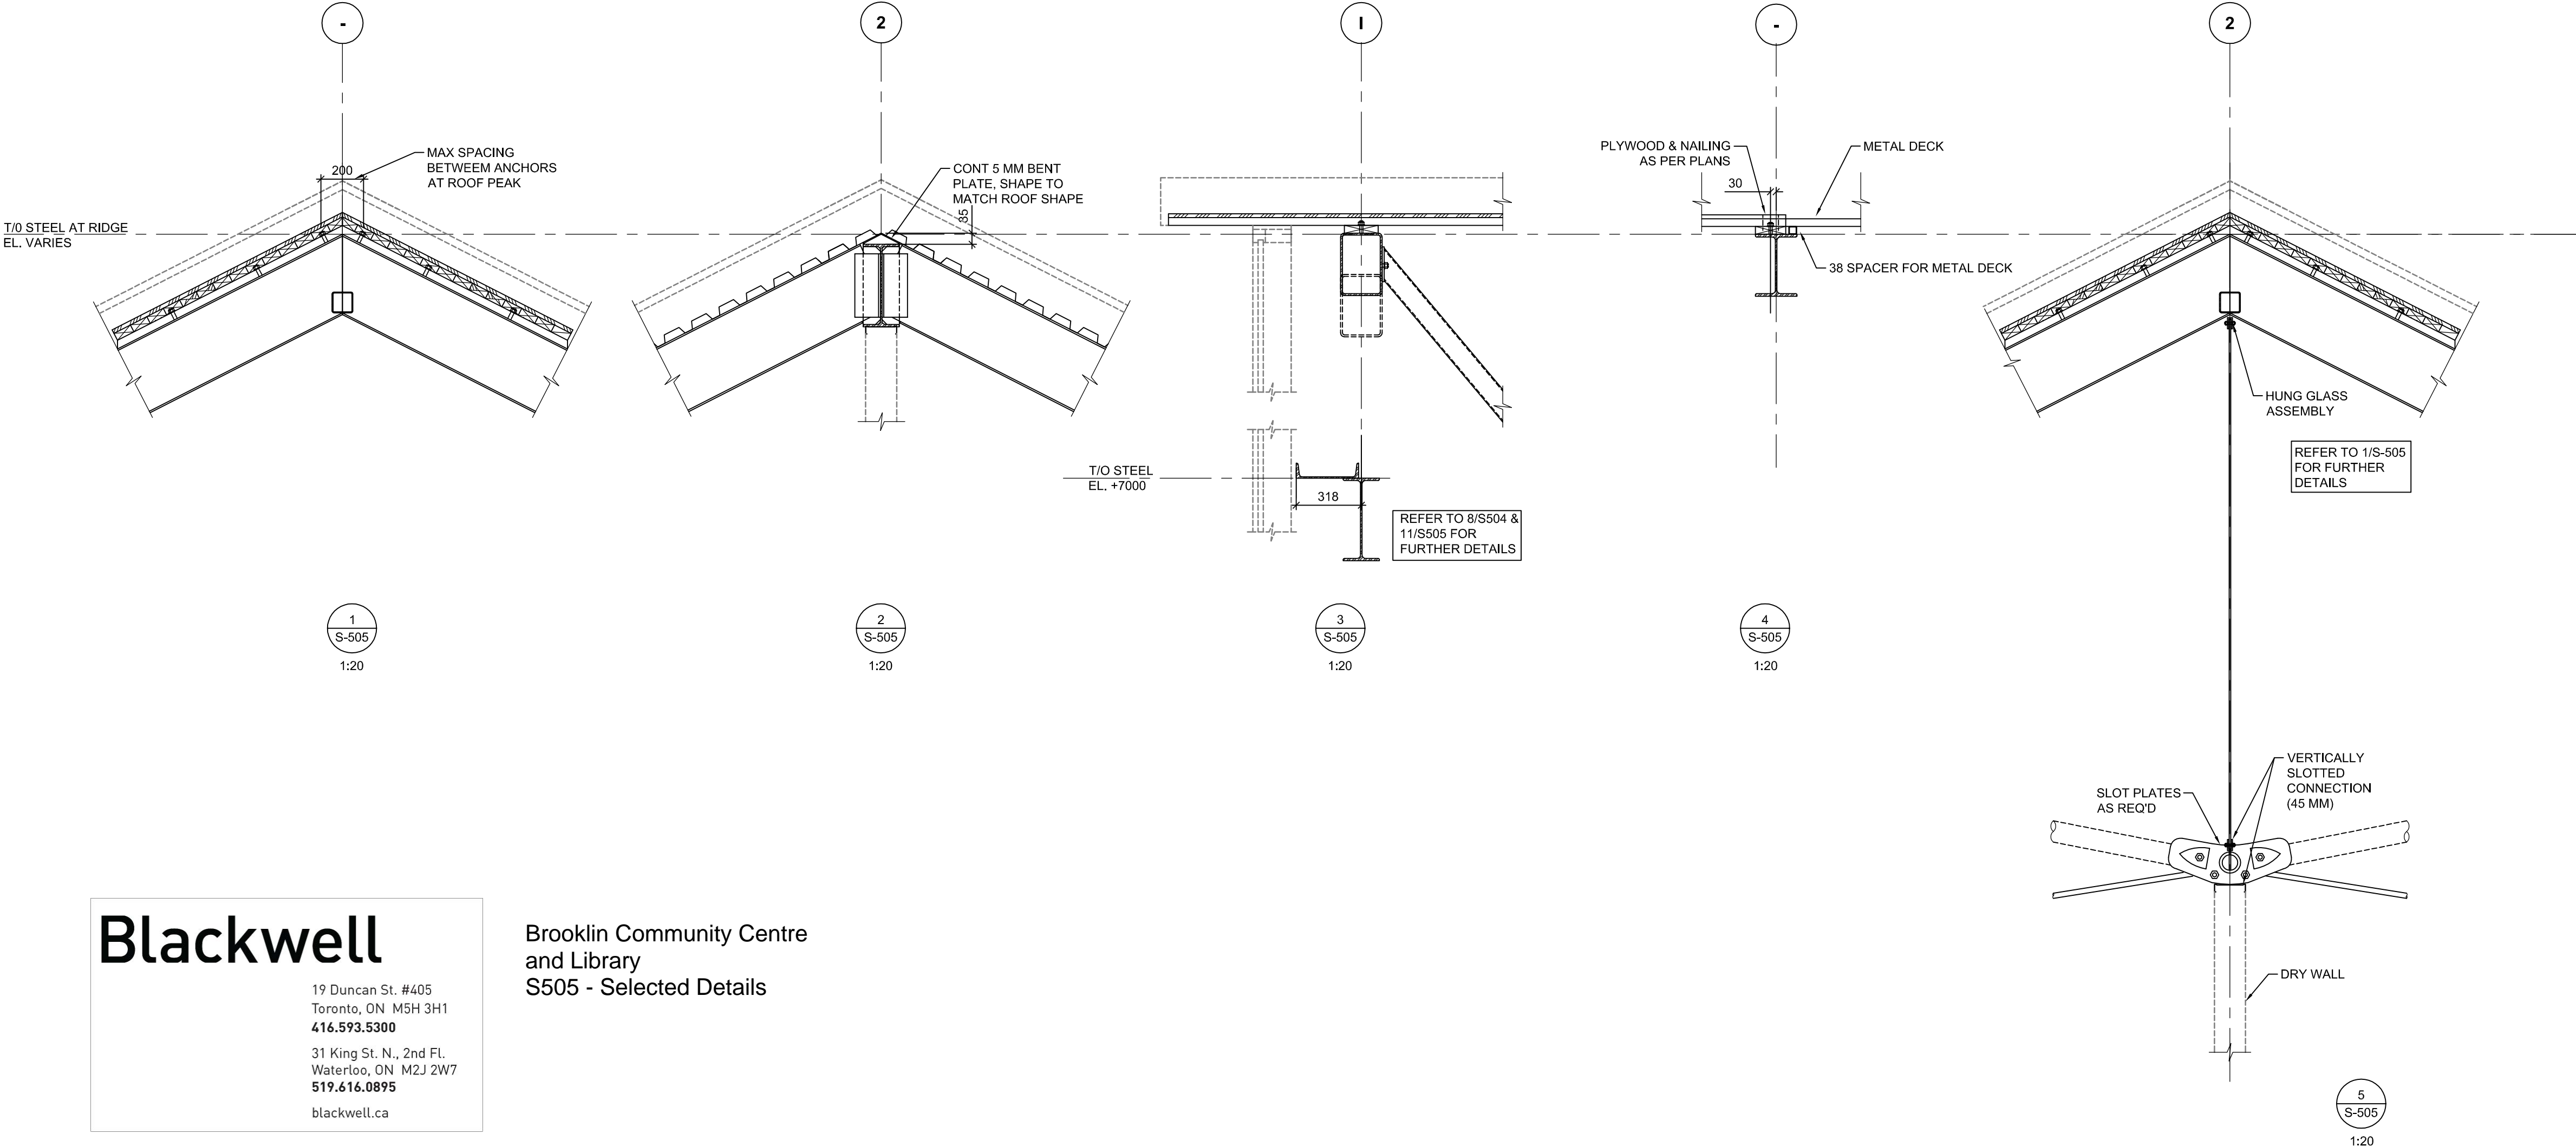 -
2
I
-
2
MAX SPACING
BETWEEM ANCHORS
AT ROOF PEAK
200
T/0 STEEL AT RIDGE
EL. VARIES
CONT 5 MM BENT
PLATE, SHAPE TO
MATCH ROOF SHAPE
35
T/O STEEL
EL. +7000
318
REFER TO 8/S504 &
11/S505 FOR
FURTHER DETAILS
PLYWOOD & NAILING
AS PER PLANS
METAL DECK
30
38 SPACER FOR METAL DECK
HUNG GLASS
ASSEMBLY
REFER TO 1/S-505
FOR FURTHER
DETAILS
1
S-505
1:20
2
S-505
1:20
3
S-505
1:20
4
S-505
1:20
VERTICALLY
SLOTTED
CONNECTION
(45 MM)
SLOT PLATES
AS REQ'D
DRY WALL
5
S-505
1:20
Blackwell
19 Duncan St. #405
Toronto, ON M5H 3H1
416.593.5300
31 King St. N., 2nd Fl.
Waterloo, ON M2J 2W7
519.616.0895
blackwell.ca
Brooklin Community Centre
and Library
S505 - Selected Details